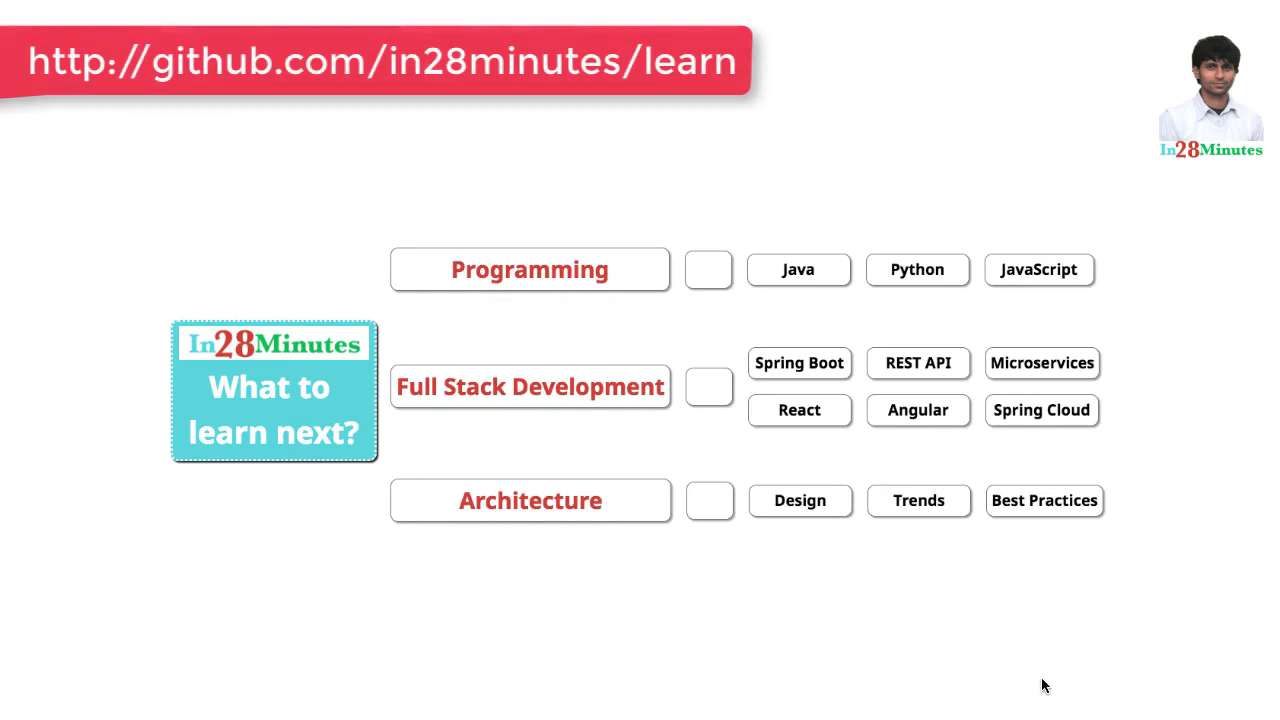 http://github.com/in28minutes/learn
In28Minutes
Programming
Java
Python
JavaScript
In28Minutes
What to
learn next?
Full Stack Development
Spring Boot
REST API
Microservices
React
Angular
Spring Cloud
Architecture
Design
Trends
Best Practices